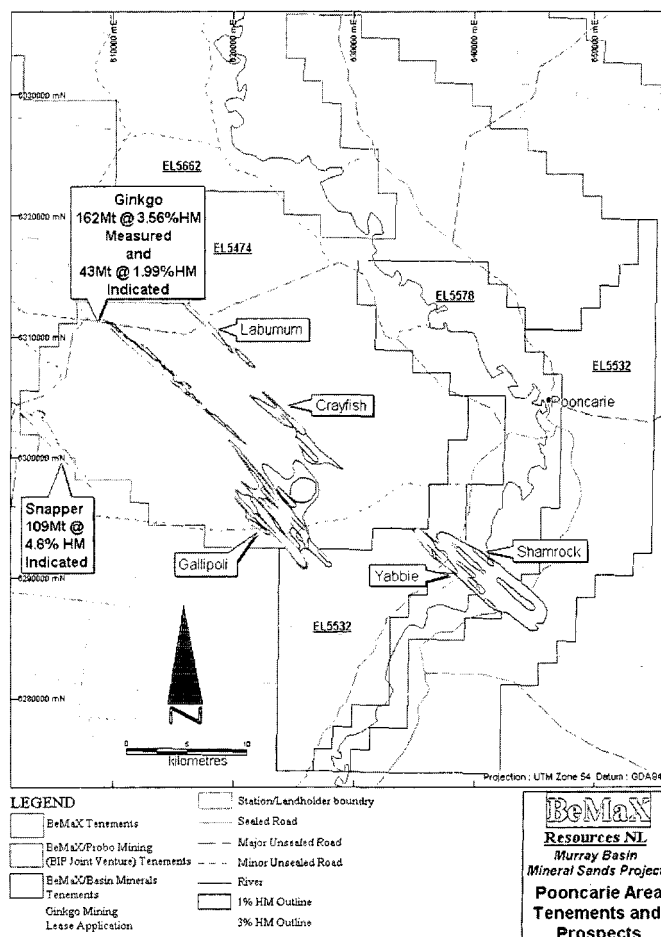 610000 mE
620000 mE
630000 mE
640000 mE
650000 mE
6330000 mN
EL5662
Ginkgo
162Mt @ 3.56%HM
Measured
and
43Mt @ 1.99%HM
Indicated
6320000 mN
EL5474
EL5578
6310000 mN
Laburnum
EL5532
Crayfish
Pooncarie
6300000 mN
Snapper
109Mt @
4.6% HM
Indicated
Gallipoli
Shamrock
Yabbie
6290000 mN
EL5532
6280000 mN
N
0 5 10
kilometres
Projection : UTM Zone 54 Datum : GDA94
LEGEND
BeMaX Tenements
BeMaX/Probo Mining
(BIP Joint Venture) Tenements
BeMaX/Basin Minerals
Tenements
Ginkgo Mining
Lease Application
Station/Landholder boundry
Sealed Road
Major Unsealed Road
Minor Unsealed Road
River
1% HM Outline
3% HM Outline
BeMaX
Resources NL
Murray Basin
Mineral Sands Project
Pooncarie Area
Tenements and
Prospects